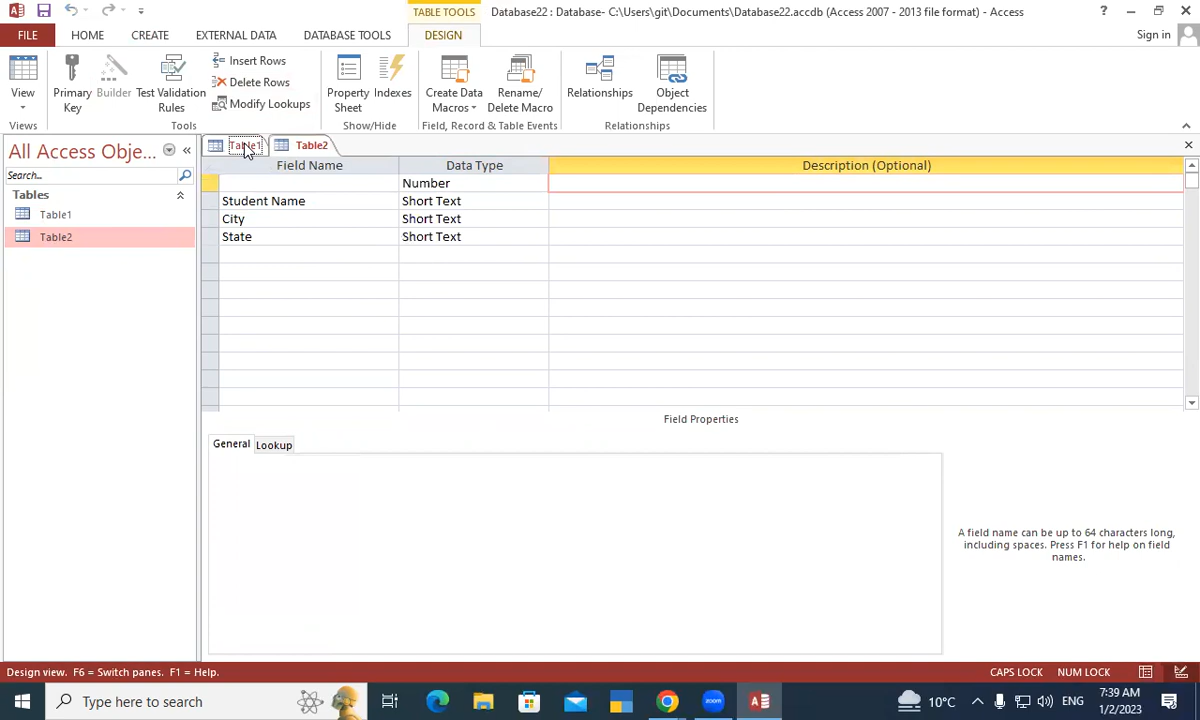 TABLE TOOLS
Database22 : Database- C:\Users\git\Documents\Database22.accdb (Access 2007 - 2013 file format) - Access
?
FILE HOME CREATE EXTERNAL DATA DATABASE TOOLS DESIGN Sign in
View
Primary Key
Builder
Test Validation Rules
Insert Rows
Delete Rows
Modify Lookups
Property Sheet
Indexes
Create Data Macros
Rename/ Delete Macro
Relationships
Object Dependencies
Views
Tools
Show/Hide
Field, Record & Table Events
Relationships
All Access Obje...
Search...
Tables
Table1
Table2
Table1 Table2
Field Name Data Type Description (Optional)
Number
Student Name Short Text
City Short Text
State Short Text
Field Properties
General Lookup
A field name can be up to 64 characters long,
including spaces. Press F1 for help on field
names.
Design view. F6 = Switch panes. F1 = Help.
CAPS LOCK NUM LOCK
Type here to search
zoom
10°C
ENG
7:39 AM
1/2/2023